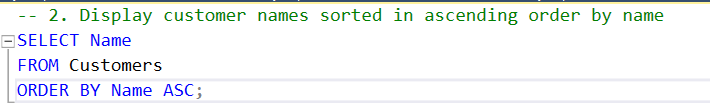 -- 2. Display customer names sorted in ascending order by name
SELECT Name
FROM Customers
ORDER BY Name ASC;